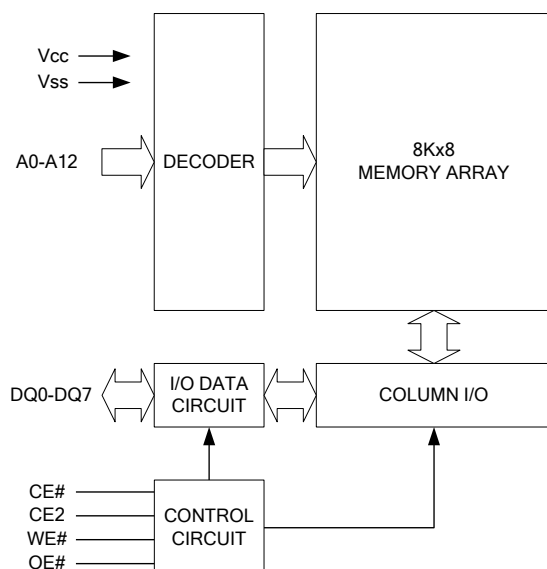 Vcc
Vss
A0-A12
DECODER
8Kx8
MEMORY ARRAY
DQ0-DQ7
I/O DATA
CIRCUIT
COLUMN I/O
CE#
CE2
WE#
OE#
CONTROL
CIRCUIT